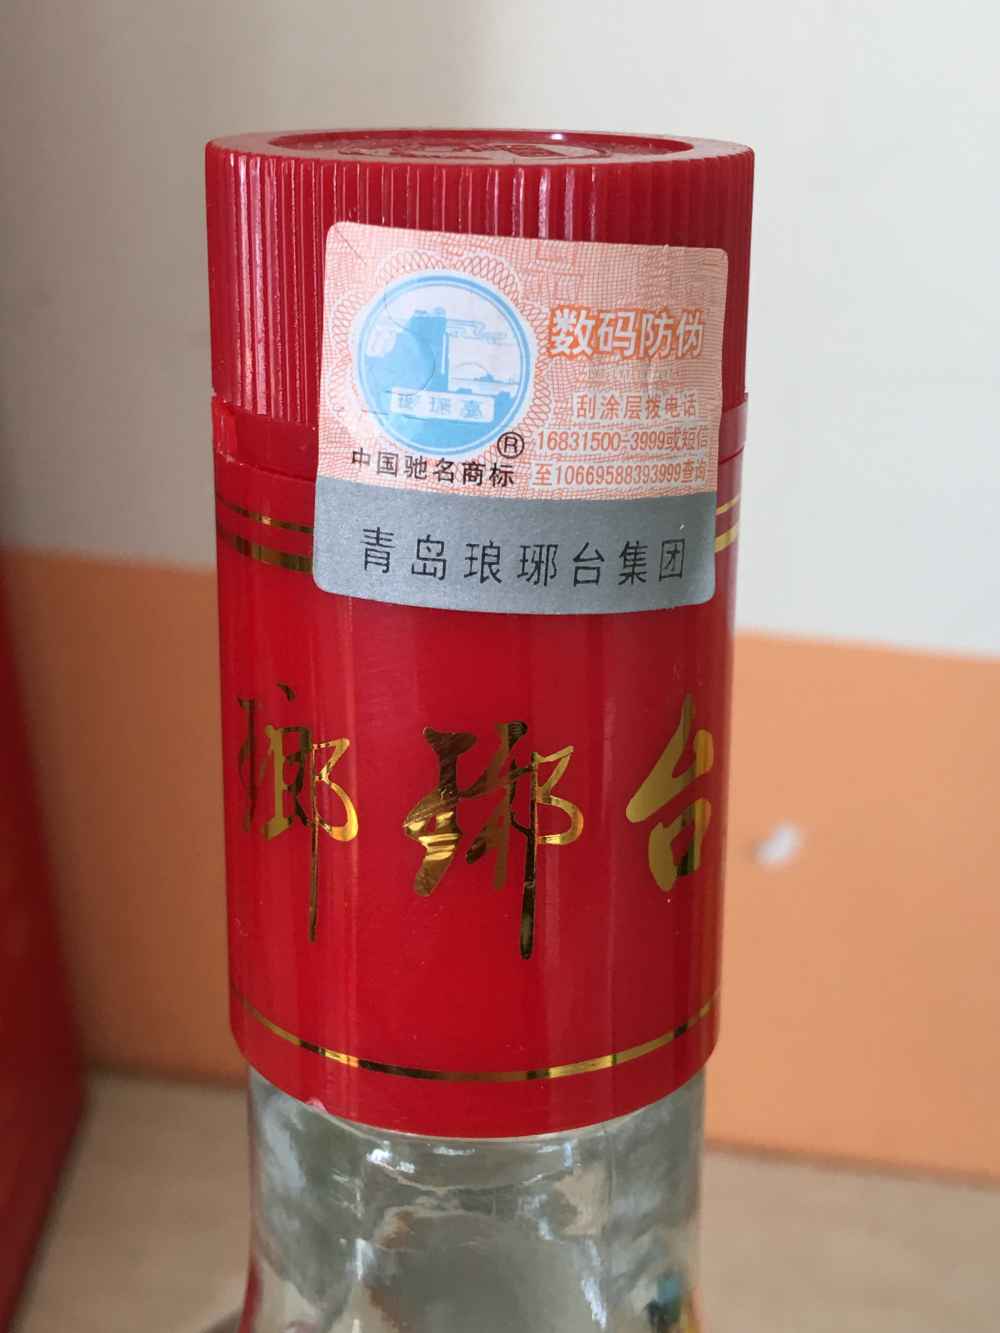 数码防伪
刮涂层拨电话
16831500-3999或短信
至10669588393999查询
琅琊臺
®
中国驰名商标
青岛琅琊台集团
琅琊台